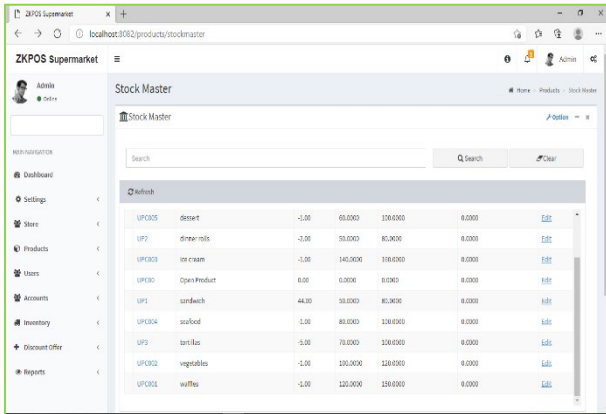 ZKPOS Supermarket
localhost:8082/products/stockmaster
ZKPOS Supermarket
Admin
Admin
Online
Stock Master
Home > Products > Stock Master
Stock Master
Option
MAIN NAVIGATION
Search
Search
Clear
Dashboard
Refresh
Settings
Store
Products
Users
Accounts
Inventory
Discount Offer
Reports
UPC005 dessert -1.00 60.0000 100.0000 0.0000 Edit
UP2 dinner rolls 50.0000 80.0000 0.0000 Edit
UPC003 ice cream -1.00 140.0000 0.0000 Edit
UPC00 Open Product 0.00 0.0000 0.0000 0.0000 Edit
UP1 sandwich 44.00 50.0000 80.0000 0.0000 Edit
UPC004 seafood -1.00 80.0000 100.0000 0.0000 Edit
UP3 tortillas -5.00 70.0000 100.0000 0.0000 Edit
UPC002 vegetables -1.00 100.0000 120.0000 0.0000 Edit
UPC001 waffles -1.00 120.0000 150.0000 0.0000 Edit